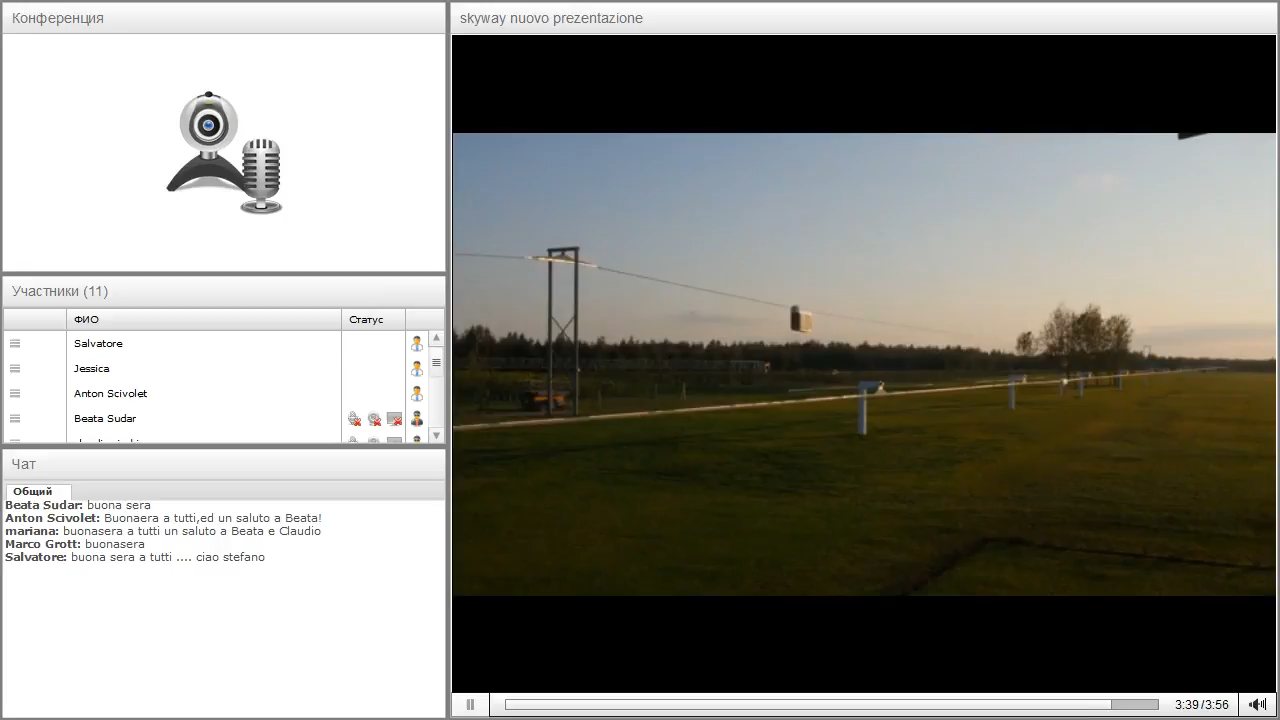 Конференция
skyway nuovo prezentazione
Участники (11)
ФИО
Статус
Salvatore
Jessica
Anton Scivolet
Beata Sudar
Чат
Общий
Beata Sudar: buona sera
Anton Scivolet: Buonaera a tutti,ed un saluto a Beata!
mariana: buonasera a tutti un saluto a Beata e Claudio
Marco Grott: buonasera
Salvatore: buona sera a tutti .... ciao stefano
3:39/3:56